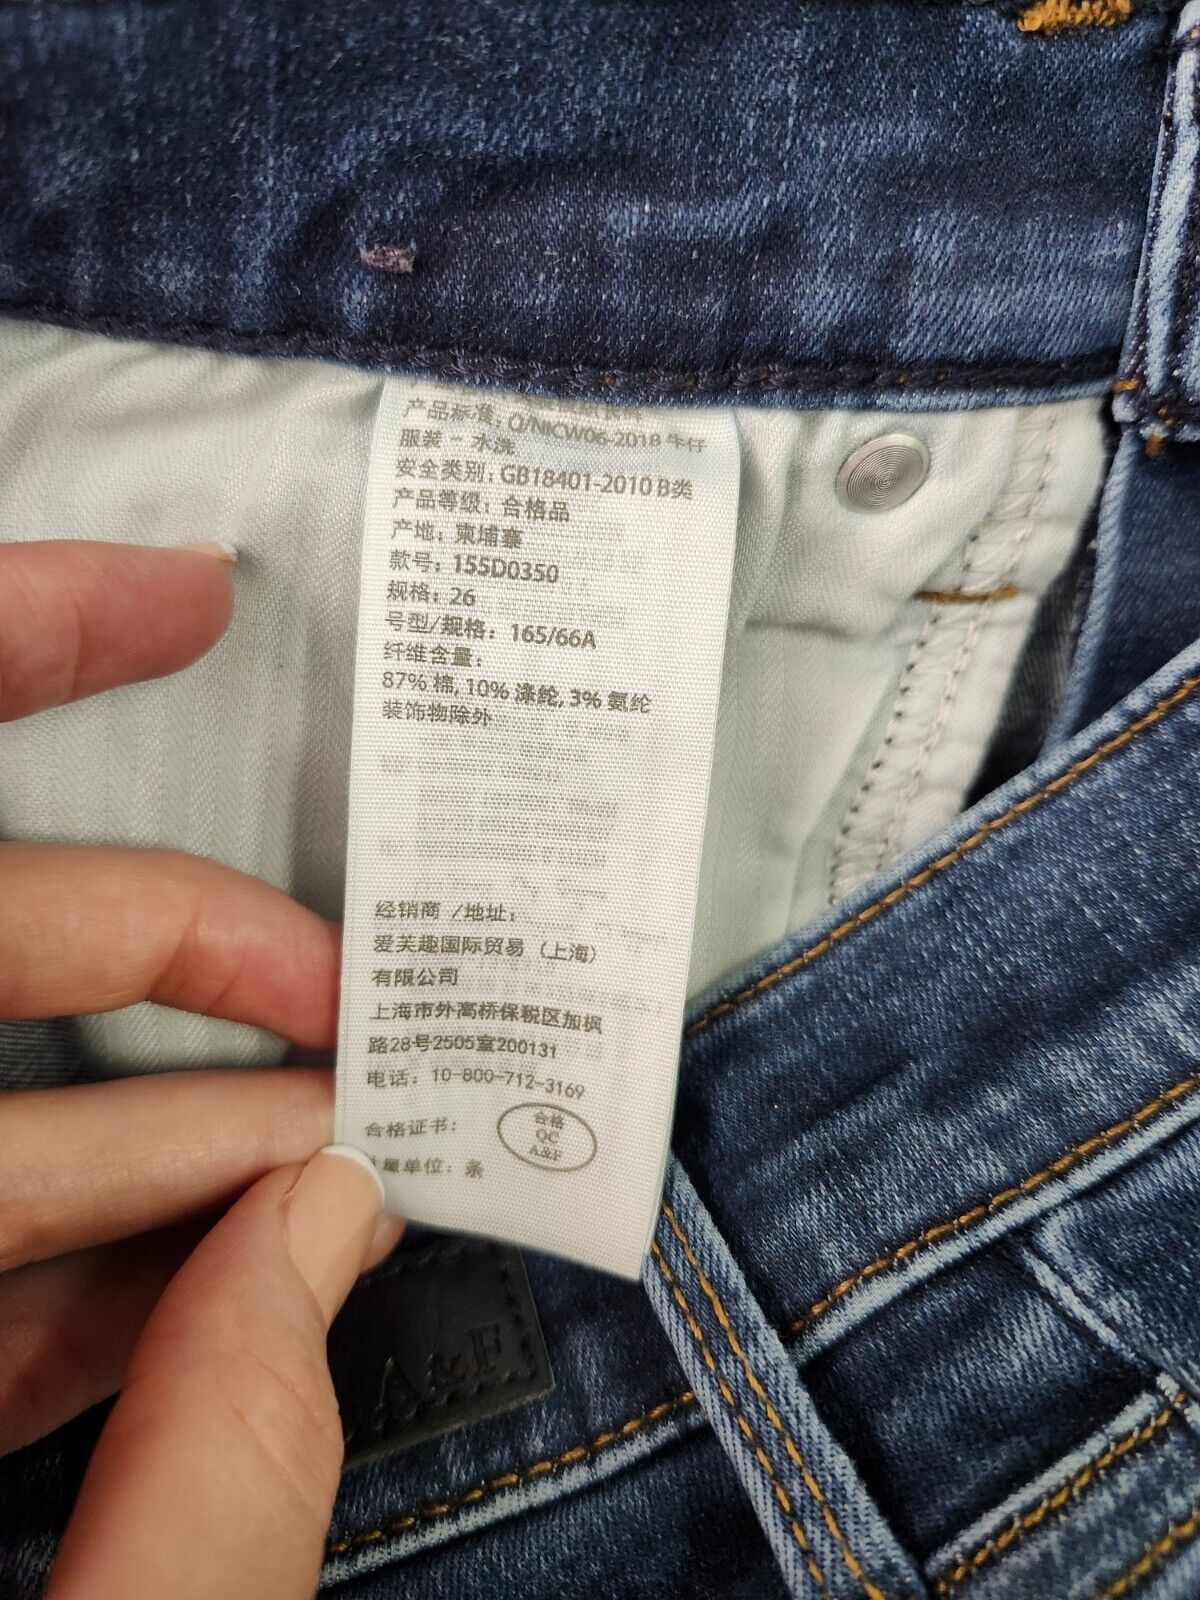 产品标准: Q/NICW06-2018 牛仔
服装 – 水洗
安全类别: GB18401-2010 B类
产品等级: 合格品
产地: 柬埔寨
款号: 155D0350
规格: 26
号型/规格: 165/66A
纤维含量:
87% 棉, 10% 涤纶, 3% 氨纶
装饰物除外
经销商 /地址:
爱芙趣国际贸易 (上海)
有限公司
上海市外高桥保税区加枫
路28号2505室200131
电话: 10-800-712-3169
合格证书:
合格
QC
A&F
量单位: 条
A&F